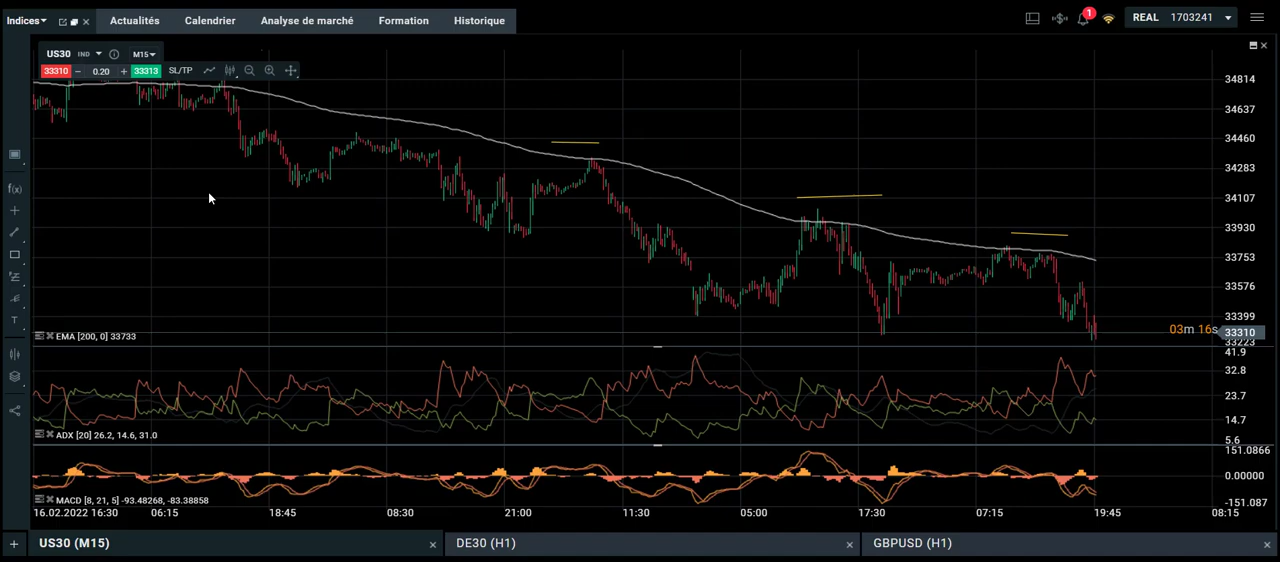 Indices Actualités Calendrier Analyse de marché Formation Historique 1 REAL 1703241
US30 IND M15
33310 − 0.20 + 33313 SL/TP
34814
34637
34460
34283
34107
33930
33753
33576
33399
03m 16s 33310
33223
EMA [200, 0] 33733
41.9
32.8
23.7
14.7
5.6
ADX [20] 26.2, 14.6, 31.0
151.0866
0.00000
-151.087
MACD [8, 21, 5] -93.48268, -83.38858
16.02.2022 16:30 06:15 18:45 08:30 21:00 11:30 05:00 17:30 07:15 19:45 08:15
f(x)
T
+ US30 (M15) × DE30 (H1) × GBPUSD (H1) ×